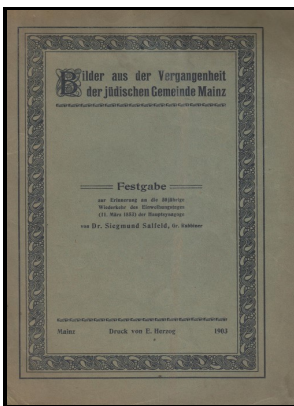 Bilder aus der Vergangenheit
der jüdischen Gemeinde Mainz
Festgabe
zur Erinnerung an die 50jährige
Wiederkehr des Einweihungstages
(11. März 1853) der Hauptsynagoge
von Dr. Siegmund Salfeld, Gr. Rabbiner
Mainz Druck von E. Herzog 1903